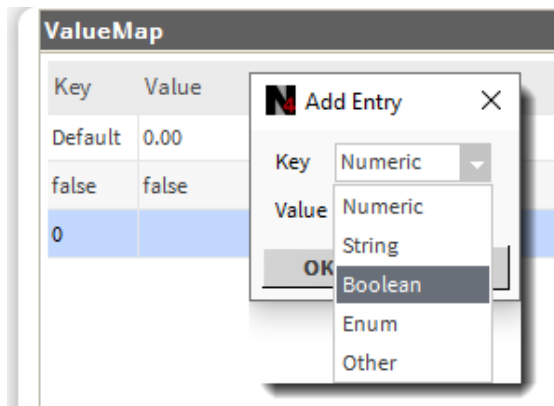 ValueMap
Key Value
Default 0.00
false false
0
N4 Add Entry
Key Numeric
Value
Numeric
String
OK
Boolean
Enum
Other